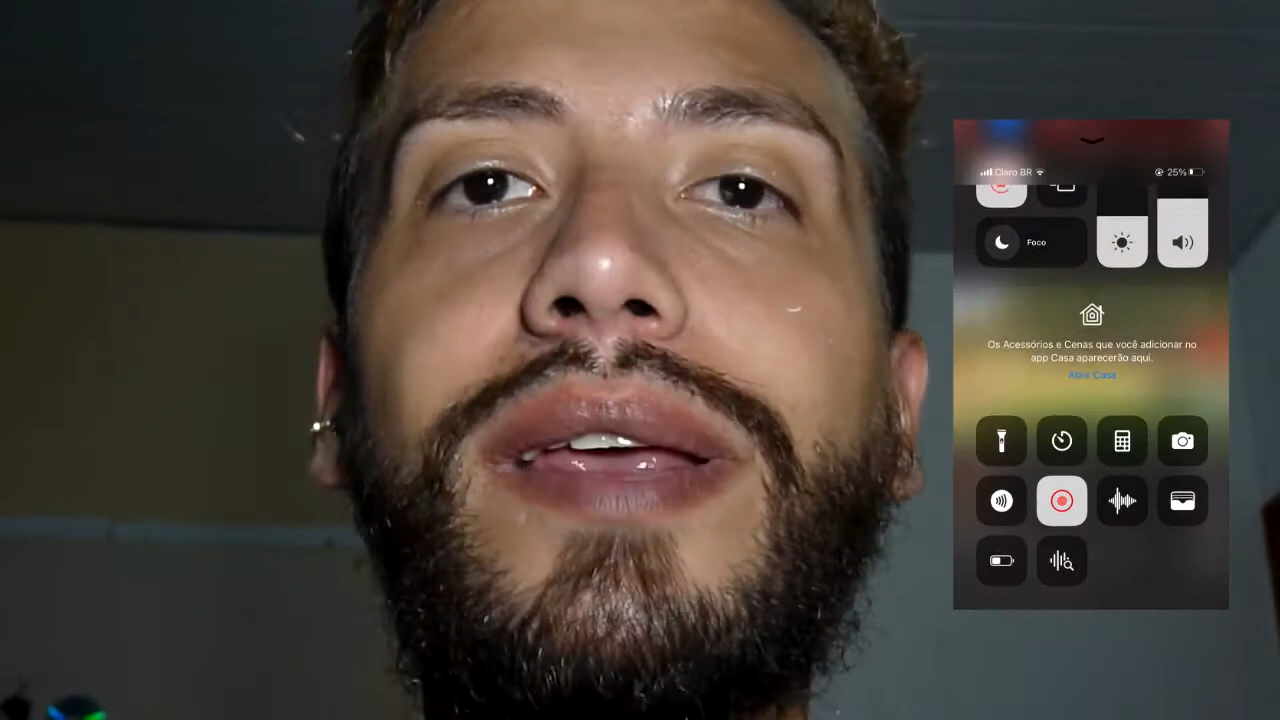 Claro BR
25%
Foco
Os Acessórios e Cenas que você adicionar no
app Casa aparecerão aqui.
Abrir Casa